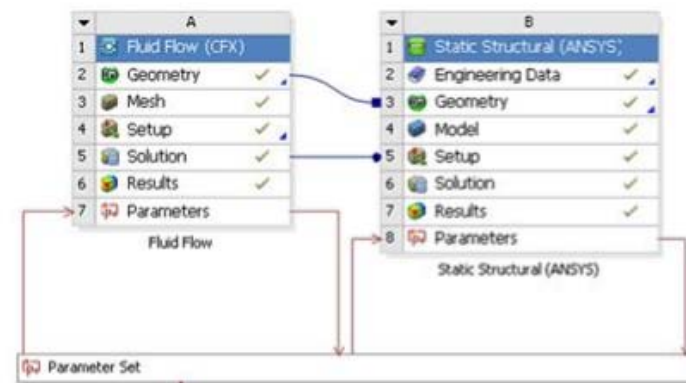 A
1 Fluid Flow (CFX)
2 Geometry
3 Mesh
4 Setup
5 Solution
6 Results
7 Parameters
Fluid Flow
B
1 Static Structural (ANSYS)
2 Engineering Data
3 Geometry
4 Model
5 Setup
6 Solution
7 Results
8 Parameters
Static Structural (ANSYS)
Parameter Set